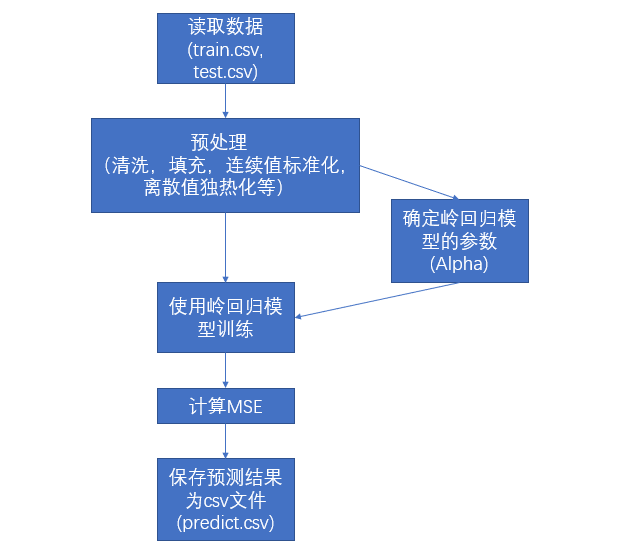 读取数据
(train.csv,
test.csv)
预处理
（清洗，填充，连续值标准化，
离散值独热化等）
确定岭回归模
型的参数
(Alpha)
使用岭回归模
型训练
计算MSE
保存预测结果
为csv文件
(predict.csv)